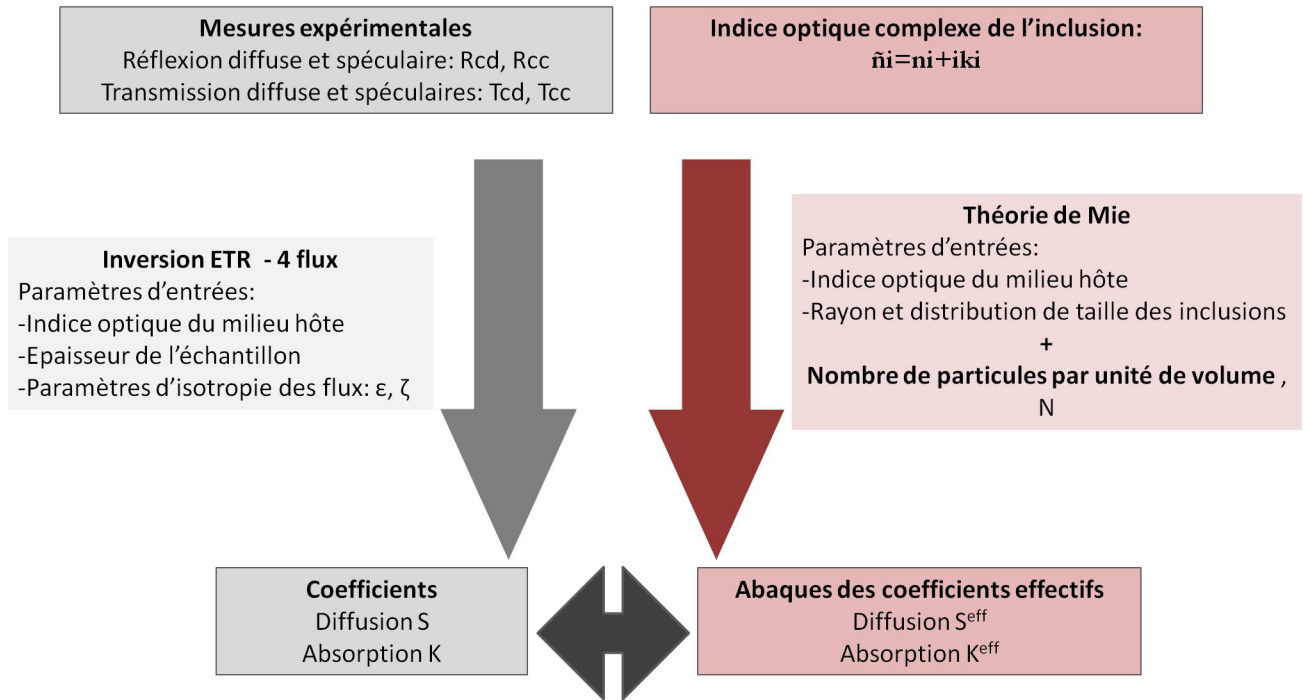 Mesures expérimentales
Réflexion diffuse et spéculaire: Rcd, Rcc
Transmission diffuse et spéculaires: Tcd, Tcc
Indice optique complexe de l'inclusion:
ñi=ni+iki
Inversion ETR - 4 flux
Paramètres d'entrées:
-Indice optique du milieu hôte
-Epaisseur de l'échantillon
-Paramètres d'isotropie des flux: ε, ζ
Théorie de Mie
Paramètres d'entrées:
-Indice optique du milieu hôte
-Rayon et distribution de taille des inclusions
+
Nombre de particules par unité de volume ,
N
Coefficients
Diffusion S
Absorption K
Abaques des coefficients effectifs
Diffusion S^eff
Absorption K^eff